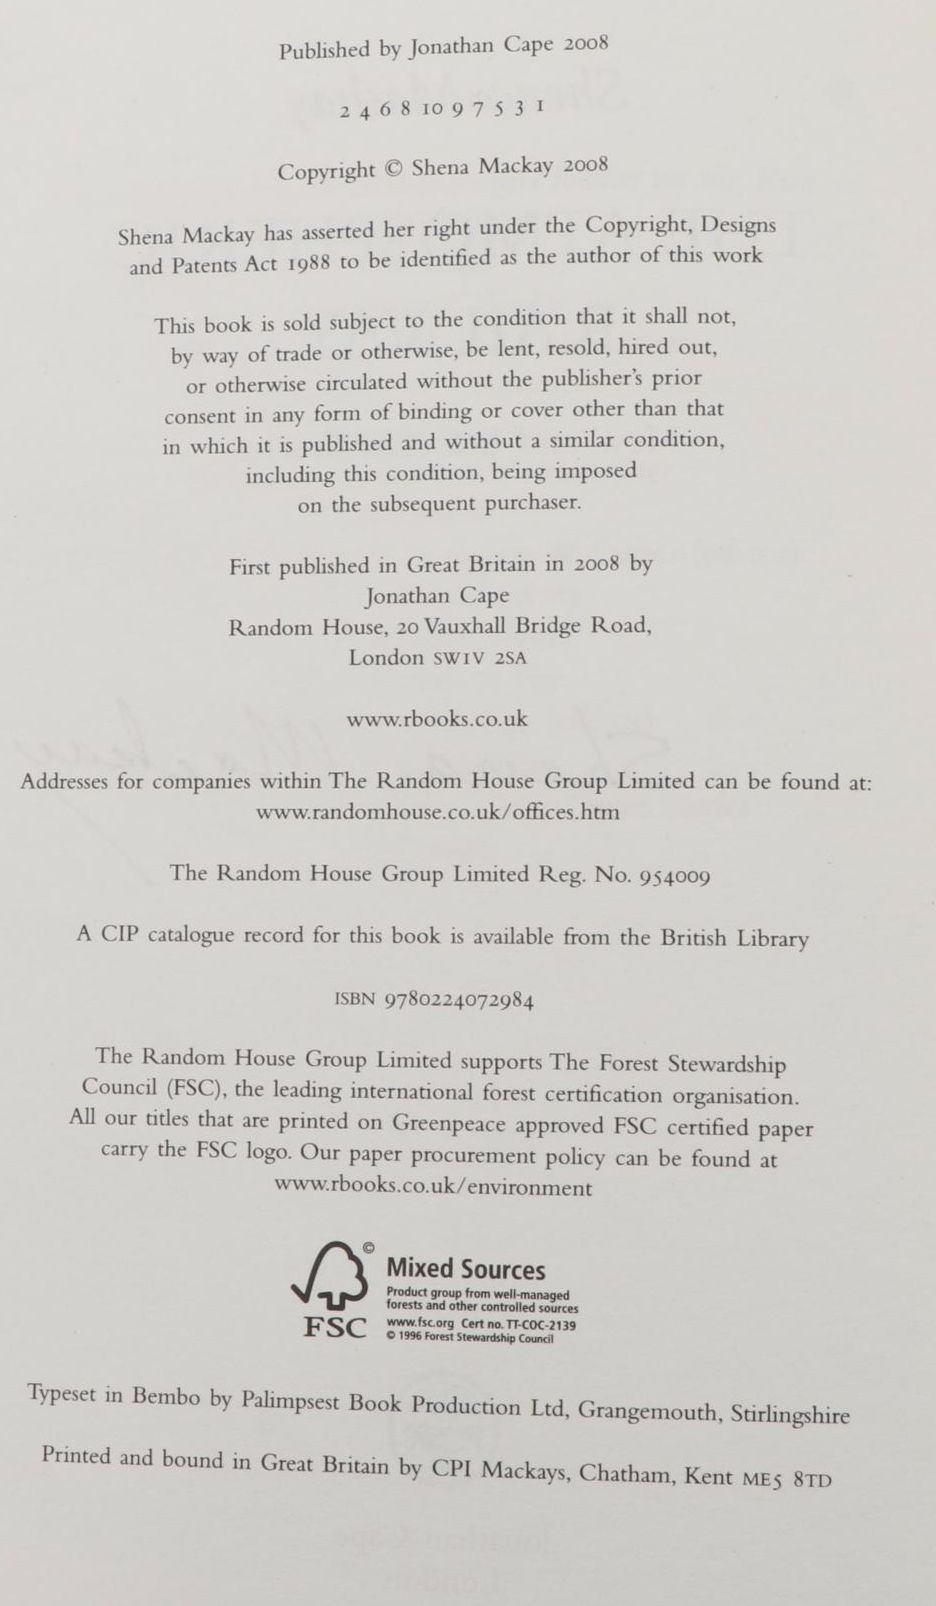 Published by Jonathan Cape 2008
2 4 6 8 10 9 7 5 3 1
Copyright © Shena Mackay 2008
Shena Mackay has asserted her right under the Copyright, Designs
and Patents Act 1988 to be identified as the author of this work
This book is sold subject to the condition that it shall not,
by way of trade or otherwise, be lent, resold, hired out,
or otherwise circulated without the publisher's prior
consent in any form of binding or cover other than that
in which it is published and without a similar condition,
including this condition, being imposed
on the subsequent purchaser.
First published in Great Britain in 2008 by
Jonathan Cape
Random House, 20 Vauxhall Bridge Road,
London SW1V 2SA
www.rbooks.co.uk
Addresses for companies within The Random House Group Limited can be found at:
www.randomhouse.co.uk/offices.htm
The Random House Group Limited Reg. No. 954009
A CIP catalogue record for this book is available from the British Library
ISBN 9780224072984
The Random House Group Limited supports The Forest Stewardship
Council (FSC), the leading international forest certification organisation.
All our titles that are printed on Greenpeace approved FSC certified paper
carry the FSC logo. Our paper procurement policy can be found at
www.rbooks.co.uk/environment
©
FSC
Mixed Sources
Product group from well-managed
forests and other controlled sources
www.fsc.org Cert no. TT-COC-2139
© 1996 Forest Stewardship Council
Typeset in Bembo by Palimpsest Book Production Ltd, Grangemouth, Stirlingshire
Printed and bound in Great Britain by CPI Mackays, Chatham, Kent ME5 8TD